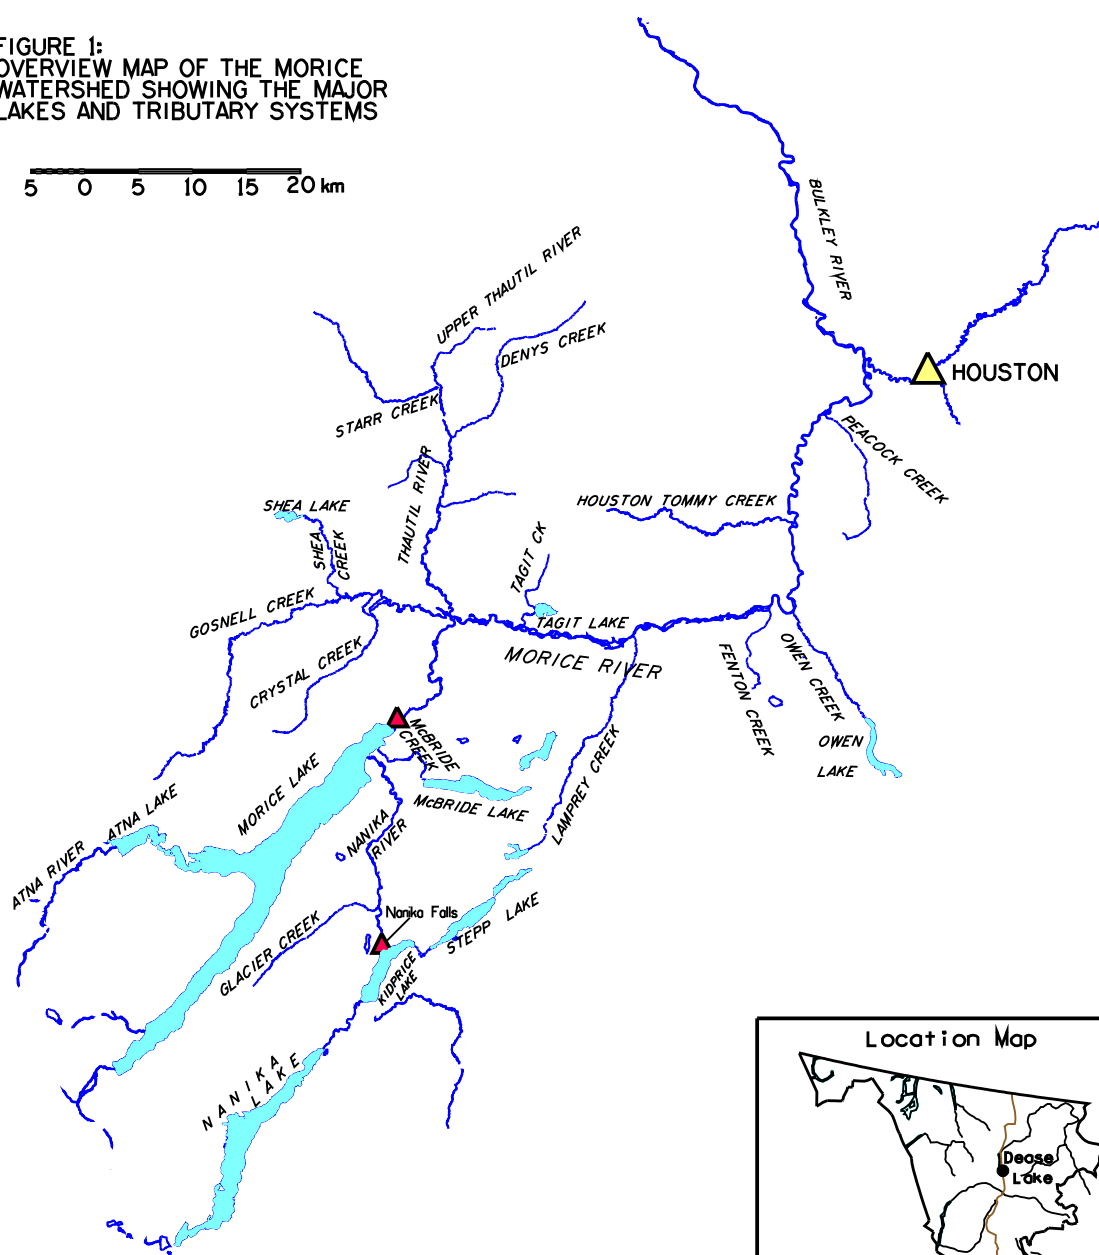 FIGURE 1:
OVERVIEW MAP OF THE MORICE
WATERSHED SHOWING THE MAJOR
LAKES AND TRIBUTARY SYSTEMS
5 0 5 10 15 20 km
BULKLEY RIVER
UPPER THAUTIL RIVER
DENYS CREEK
HOUSTON
STARR CREEK
PEACOCK CREEK
THAUTIL RIVER
SHEA LAKE
HOUSTON TOMMY CREEK
SHEA
CREEK
TAGIT CK
GOSNELL CREEK
TAGIT LAKE
CRYSTAL CREEK
MORICE RIVER
FENTON CREEK
OWEN CREEK
McBRIDE
CREEK
OWEN
LAKE
MORICE LAKE
LAMPREY CREEK
McBRIDE LAKE
ATNA LAKE
NANIKA
RIVER
ATNA RIVER
Nanika Falls
GLACIER CREEK
STEPP LAKE
KIDPRICE
LAKE
NANIKA
LAKE
Location Map
Dease
Lake